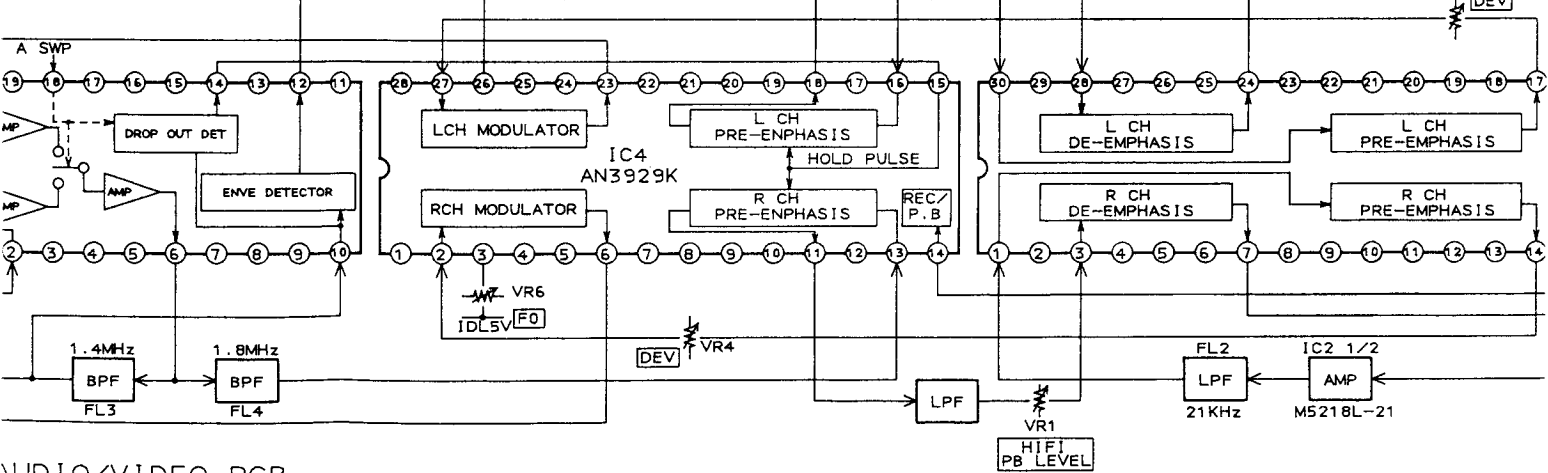 DEV
A SWP
19 18 17 16 15 14 13 12 11
28 27 26 25 24 23 22 21 20 19 18 17 16 15
30 29 28 27 26 25 24 23 22 21 20 19 18 17
MP
DROP OUT DET
LCH MODULATOR
L CH
PRE-ENPHASIS
L CH
DE-EMPHASIS
L CH
PRE-EMPHASIS
IC4
AN3929K
HOLD PULSE
AMP
ENVE DETECTOR
MP
RCH MODULATOR
R CH
PRE-ENPHASIS
REC/
P.B
R CH
DE-EMPHASIS
R CH
PRE-EMPHASIS
2 3 4 5 6 7 8 9 10
1 2 3 4 5 6 7 8 9 10 11 12 13 14
1 2 3 4 5 6 7 8 9 10 11 12 13 14
VR6
IDL5V
F0
DEV
VR4
1.4MHz
BPF
FL3
1.8MHz
BPF
FL4
LPF
VR1
HIFI
PB LEVEL
FL2
LPF
21KHz
IC2 1/2
AMP
M5218L-21
AUDIO/VIDEO PCB